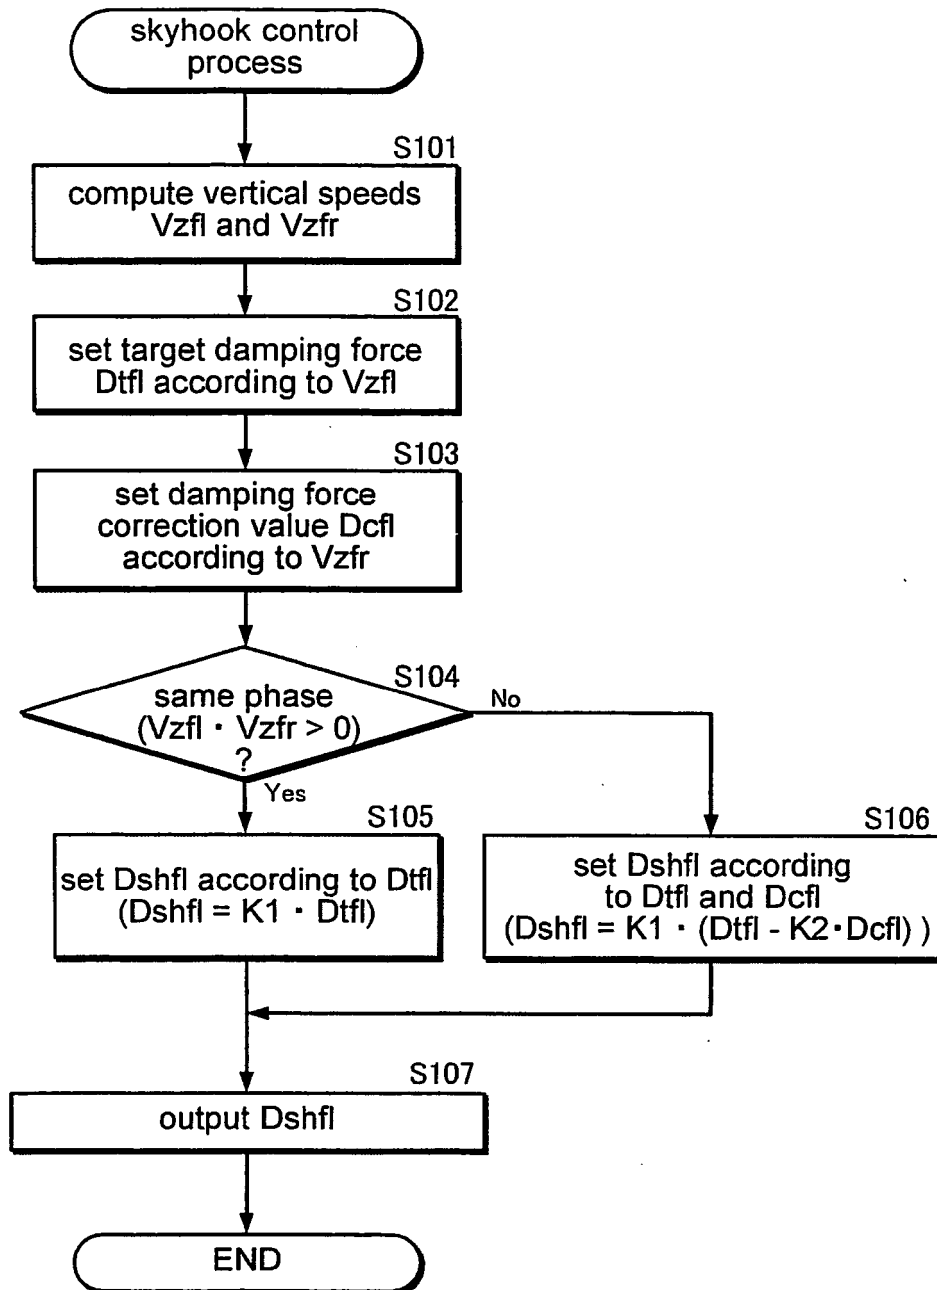 skyhook control
process
S101
compute vertical speeds
Vzfl and Vzfr
S102
set target damping force
Dtfl according to Vzfl
S103
set damping force
correction value Dcfl
according to Vzfr
S104
same phase
(Vzfl · Vzfr > 0)
?
No
Yes
S105
set Dshfl according to Dtfl
(Dshfl = K1 · Dtfl)
S106
set Dshfl according
to Dtfl and Dcfl
(Dshfl = K1 · (Dtfl - K2·Dcfl) )
S107
output Dshfl
END